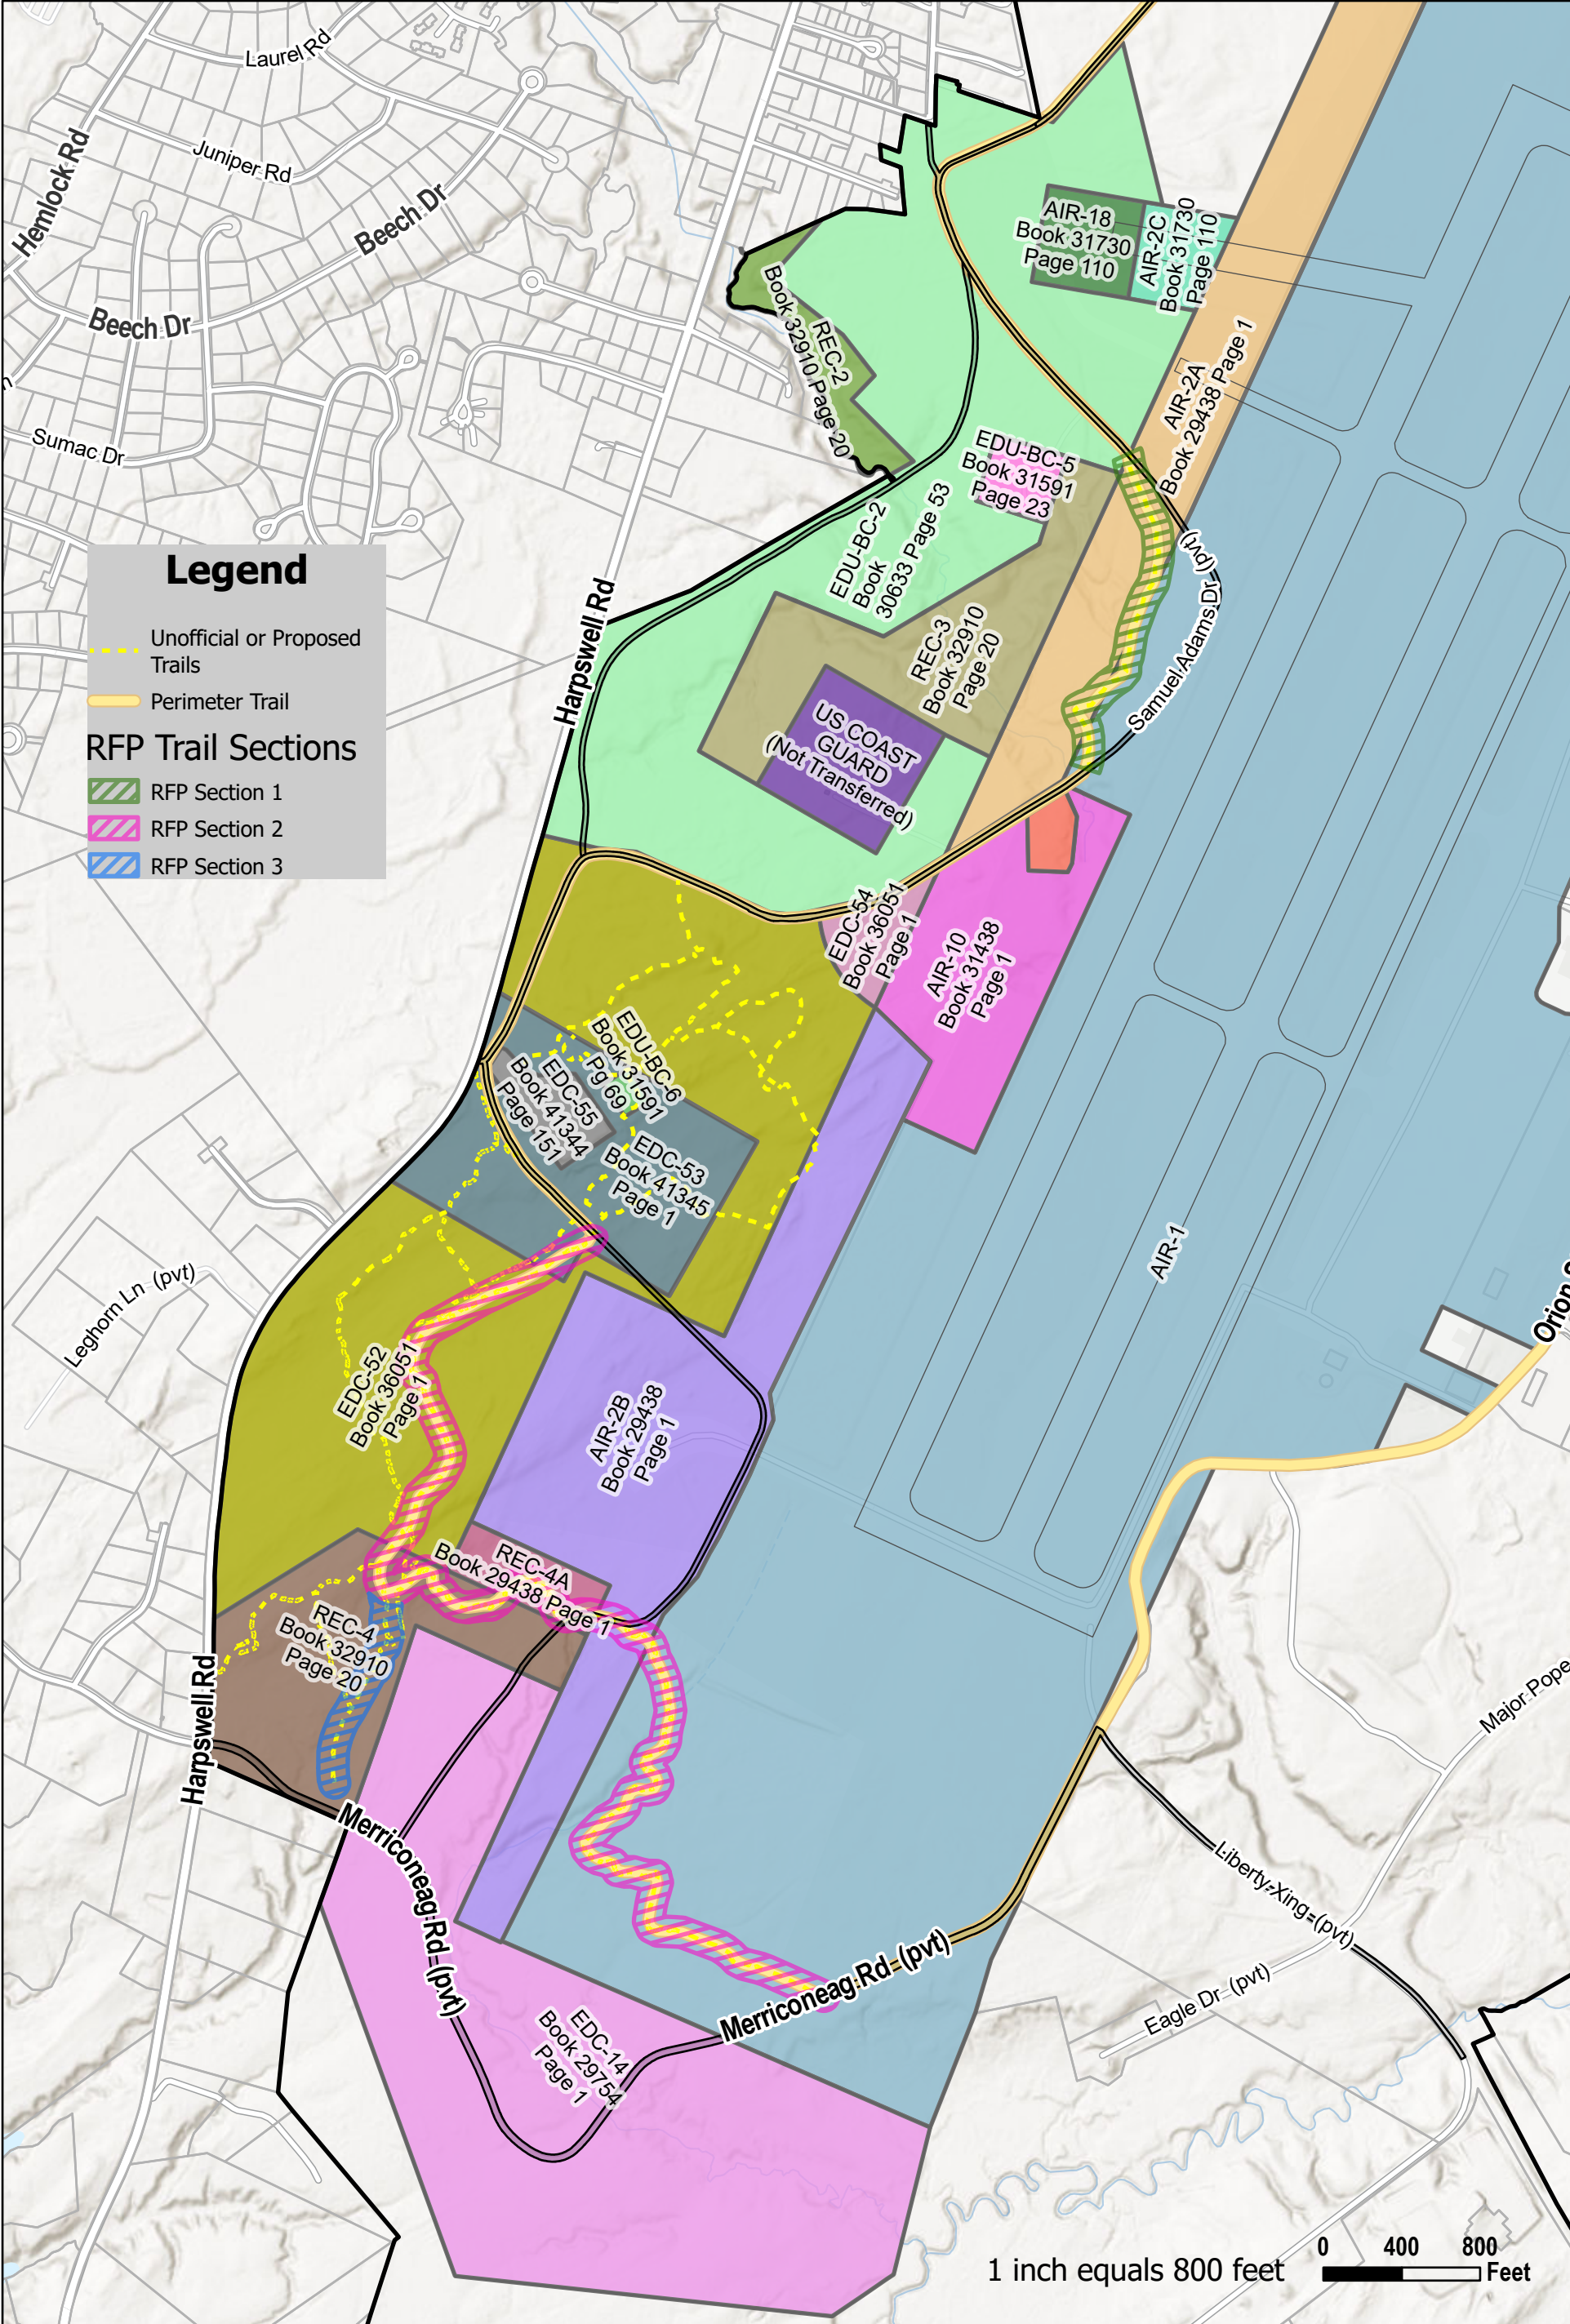 Laurel Rd
Hemlock Rd
Juniper Rd
Beech Dr
Beech Dr
Sumac Dr
AIR-18
Book 31730
Page 110
AIR-2C
Book 31730
Page 110
REC-2
Book 32910 Page 20
AIR-2A
Book 29438 Page 1
EDU-BC-5
Book 31591
Page 23
EDU-BC-2
Book
30633 Page 53
Legend
Unofficial or Proposed
Trails
Perimeter Trail
RFP Trail Sections
RFP Section 1
RFP Section 2
RFP Section 3
Harpswell Rd
REC-3
Book 32910
Page 20
Samuel Adams Dr (pvt)
US COAST
GUARD
(Not Transferred)
EDC-54
Book 36051
Page 1
AIR-10
Book 31438
Page 1
EDU-BC-6
Book 31591
Pg 69
EDC-55
Book 41344
Page 151
EDC-53
Book 41345
Page 1
AIR-1
Leghorn Ln (pvt)
EDC-52
Book 36051
Page 1
AIR-2B
Book 29438
Page 1
Orion
REC-4A
Book 29438 Page 1
REC-4
Book 32910
Page 20
Harpswell Rd
Major Pope
Merriconeag Rd (pvt)
Liberty Xing (pvt)
Merriconeag Rd (pvt)
Eagle Dr (pvt)
EDC-14
Book 29754
Page 1
1 inch equals 800 feet
0 400 800
Feet